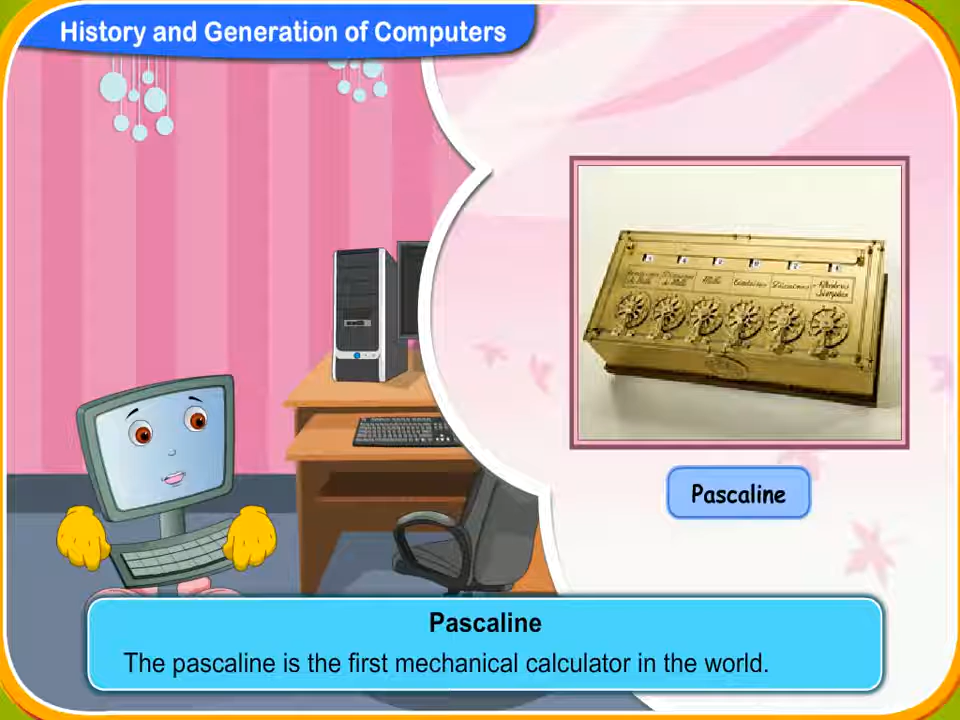 History and Generation of Computers
Pascaline
Pascaline
The pascaline is the first mechanical calculator in the world.